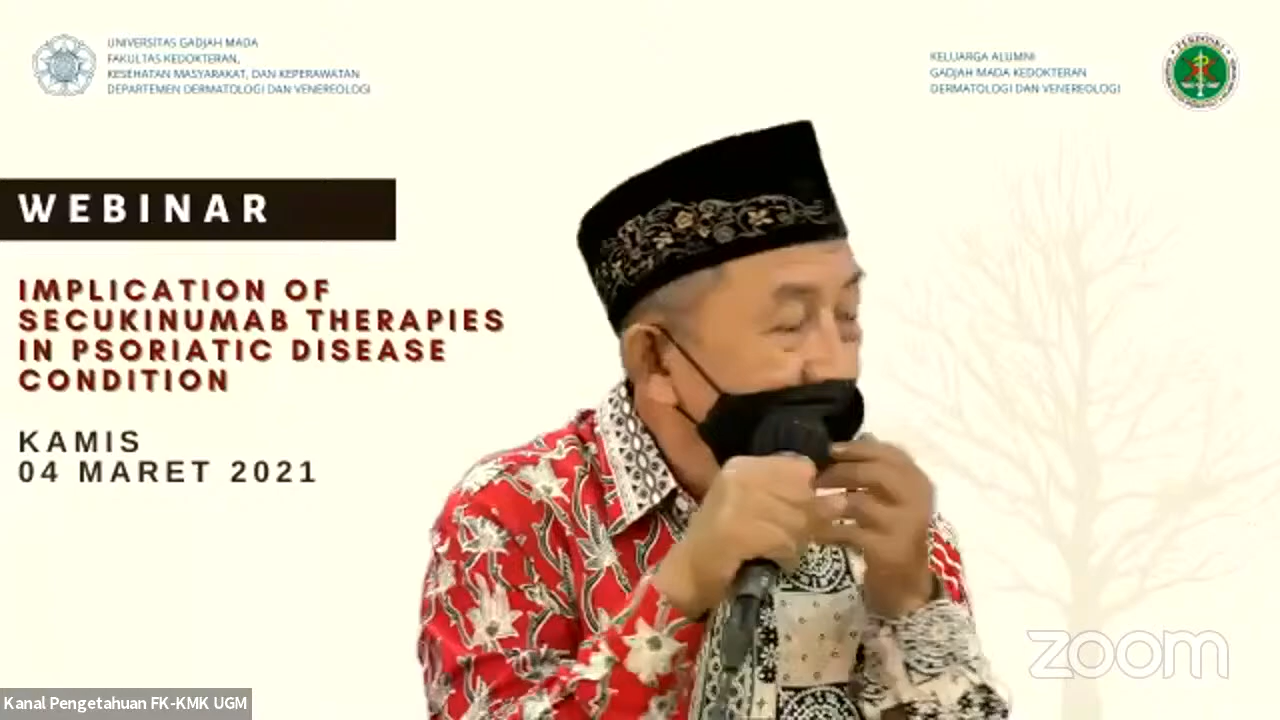 UNIVERSITAS GADJAH MADA
FAKULTAS KEDOKTERAN,
KESEHATAN MASYARAKAT, DAN KEPERAWATAN
DEPARTEMEN DERMATOLOGI DAN VENEREOLOGI
KELUARGA ALUMNI
GADJAH MADA KEDOKTERAN
DERMATOLOGI DAN VENEREOLOGI
PERDOSKI
WEBINAR
IMPLICATION OF
SECUKINUMAB THERAPIES
IN PSORIATIC DISEASE
CONDITION
KAMIS
04 MARET 2021
zoom
Kanal Pengetahuan FK-KMK UGM